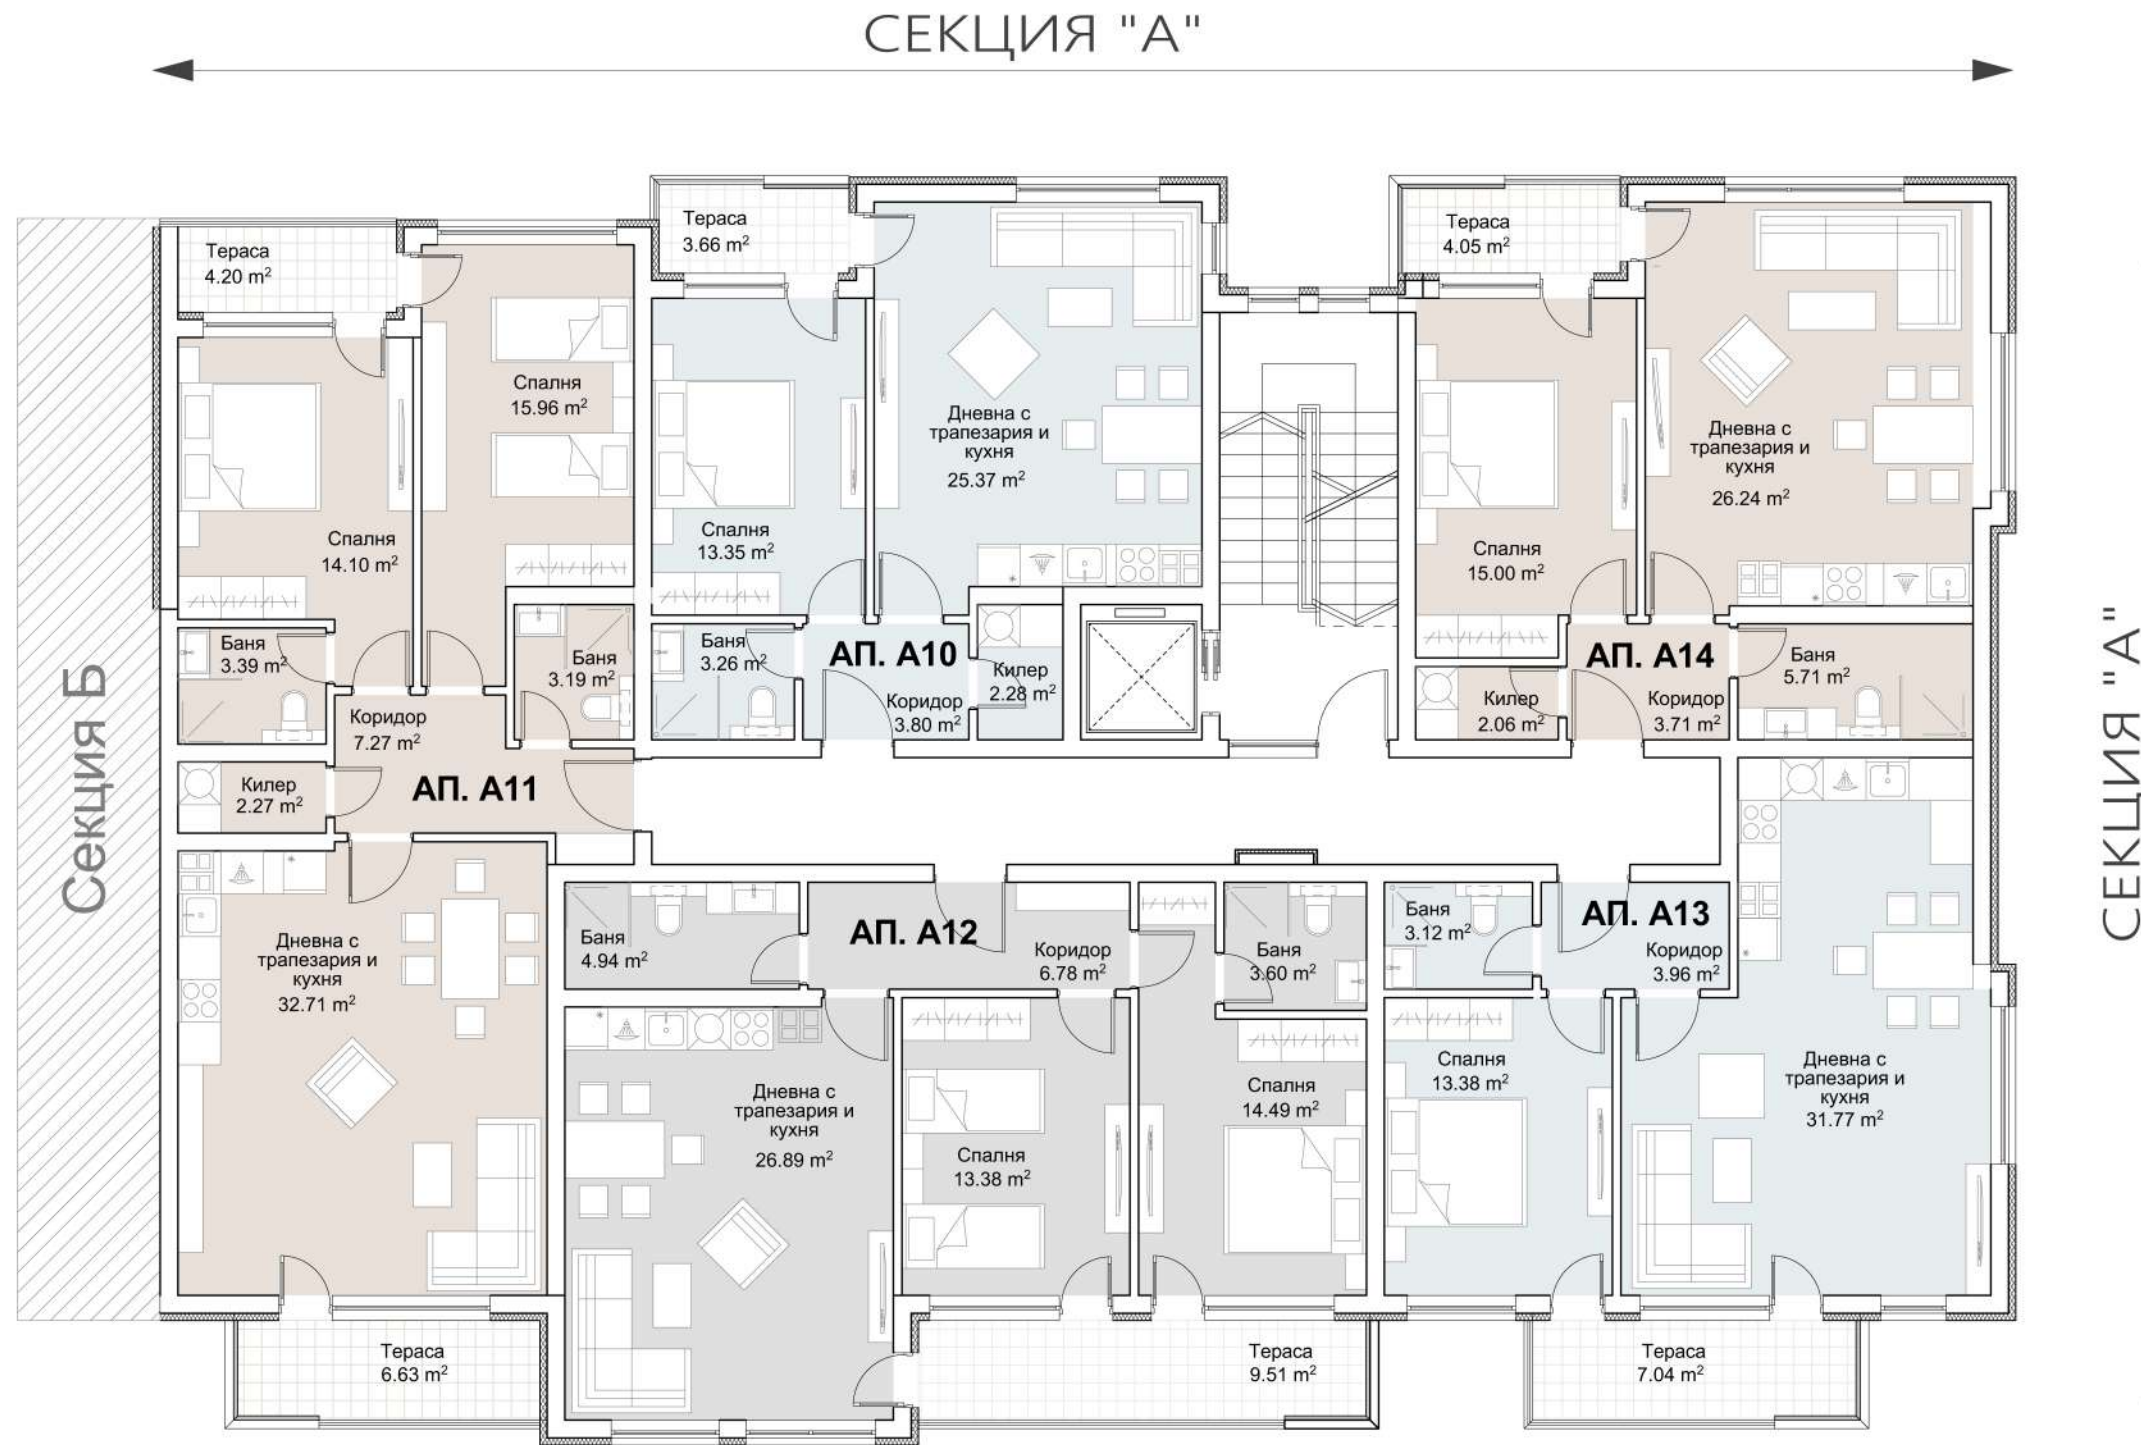 СЕКЦИЯ "А"
Тераса
4.20 m²
Спалня
15.96 m²
Спалня
14.10 m²
Баня
3.39 m²
Баня
3.19 m²
Коридор
7.27 m²
Килер
2.27 m²
АП. А11
Дневна с
трапезария и
кухня
32.71 m²
Тераса
6.63 m²
Тераса
3.66 m²
Спалня
13.35 m²
Дневна с
трапезария и
кухня
25.37 m²
Баня
3.26 m²
АП. А10
Коридор
3.80 m²
Килер
2.28 m²
Тераса
4.05 m²
Спалня
15.00 m²
Дневна с
трапезария и
кухня
26.24 m²
АП. А14
Килер
2.06 m²
Коридор
3.71 m²
Баня
5.71 m²
Баня
4.94 m²
АП. А12
Коридор
6.78 m²
Баня
3.60 m²
Дневна с
трапезария и
кухня
26.89 m²
Спалня
13.38 m²
Спалня
14.49 m²
Тераса
9.51 m²
Баня
3.12 m²
АП. А13
Коридор
3.96 m²
Спалня
13.38 m²
Дневна с
трапезария и
кухня
31.77 m²
Тераса
7.04 m²
Секция Б
СЕКЦИЯ "А"